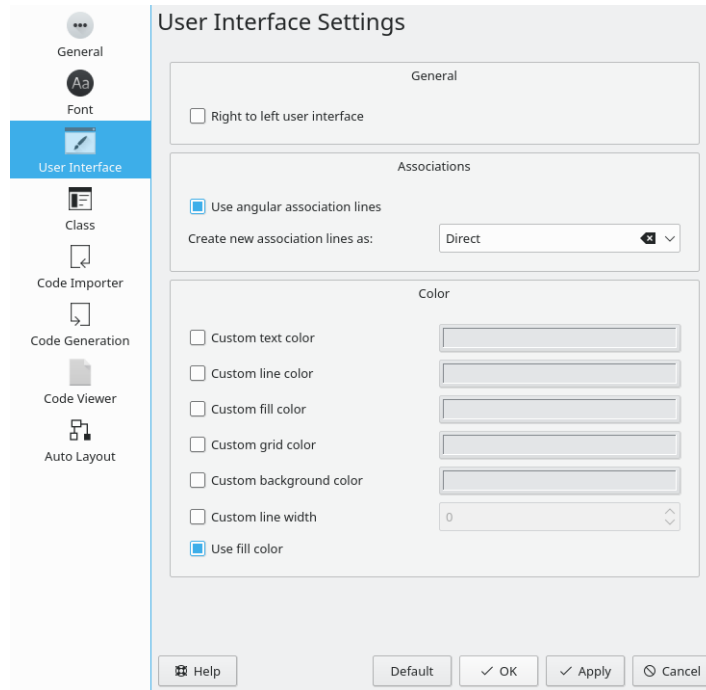 User Interface Settings
General
Aa
Font
User Interface
Class
Code Importer
Code Generation
Code Viewer
Auto Layout
General
Right to left user interface
Associations
Use angular association lines
Create new association lines as: Direct
Color
Custom text color
Custom line color
Custom fill color
Custom grid color
Custom background color
Custom line width 0
Use fill color
Help Default OK Apply Cancel